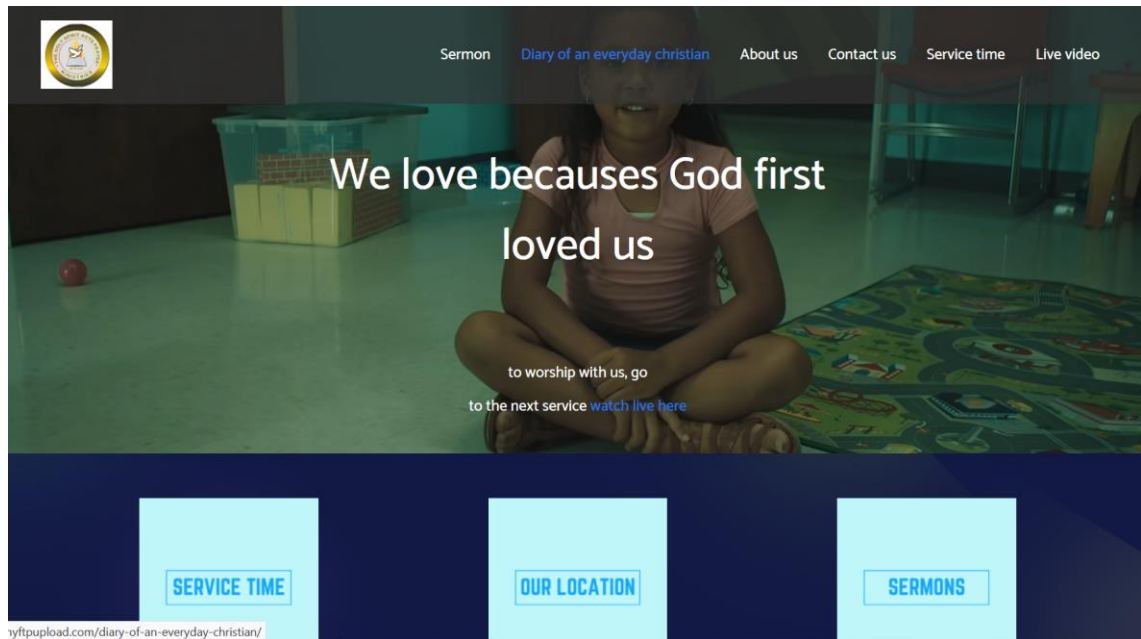 Sermon Diary of an everyday christian About us Contact us Service time Live video
We love becauses God first
loved us
to worship with us, go
to the next service watch live here
SERVICE TIME OUR LOCATION SERMONS
yftpupload.com/diary-of-an-everyday-christian/